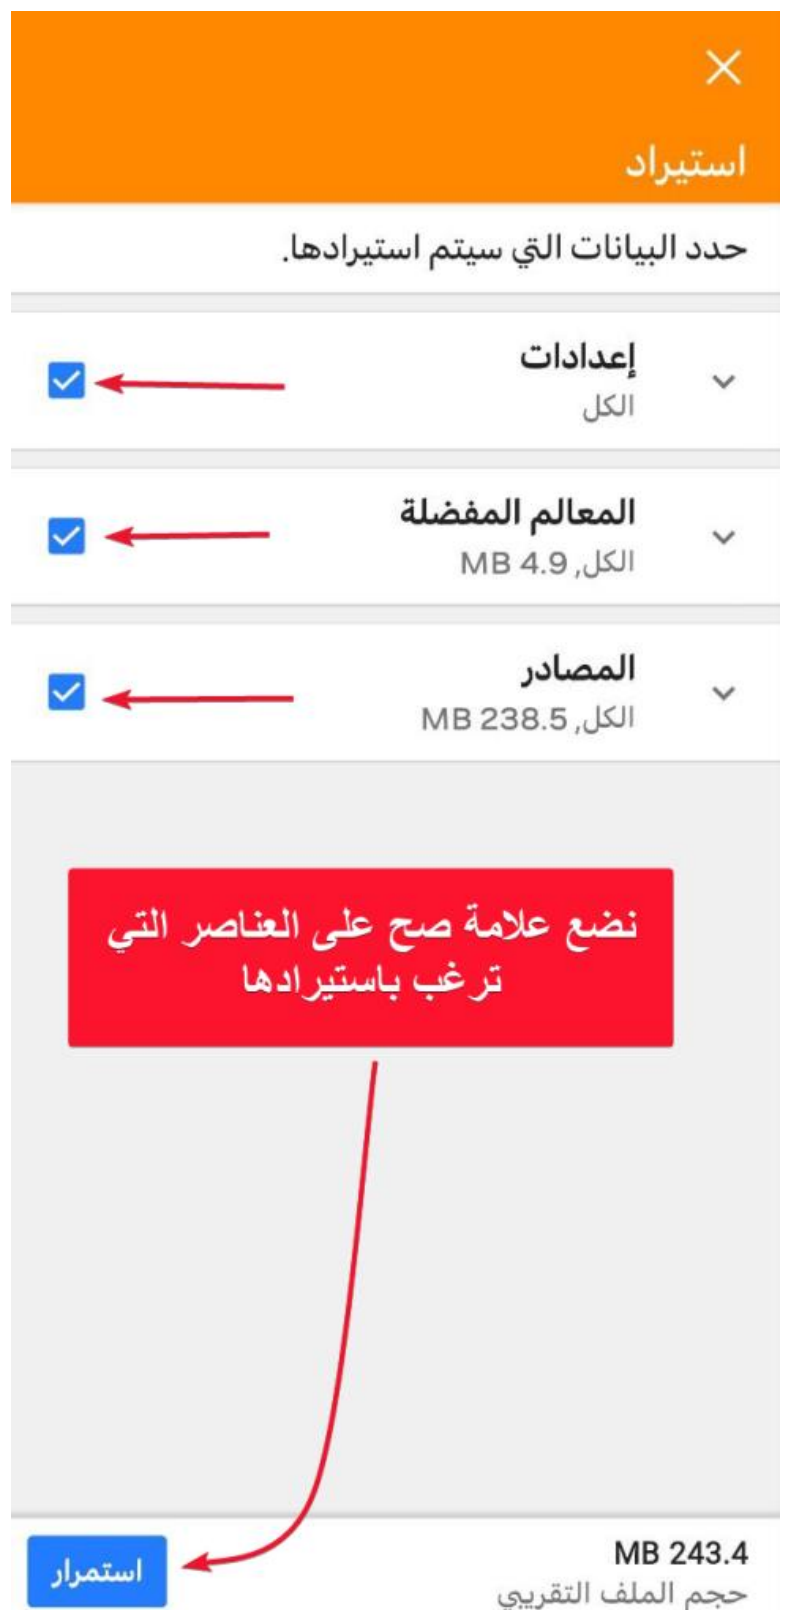 استيراد
حدد البيانات التي سيتم استيرادها.
إعدادات
الكل
المعالم المفضلة
الكل, 4.9 MB
المصادر
الكل, 238.5 MB
نضع علامة صح على العناصر التي
ترغب باستيرادها
243.4 MB
حجم الملف التقريبي
استمرار